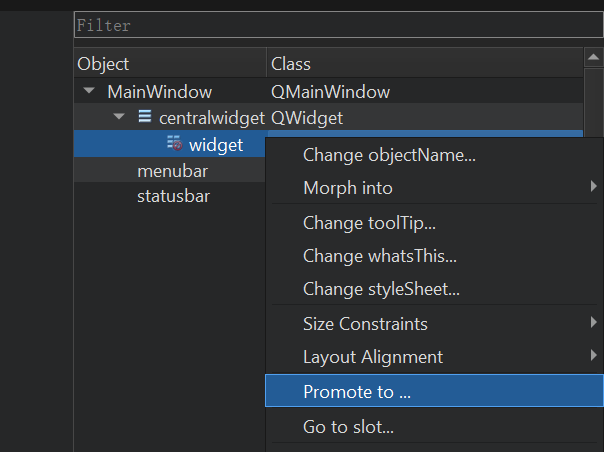 Filter
Object Class
MainWindow QMainWindow
centralwidget QWidget
widget
menubar
statusbar
Change objectName...
Morph into
Change toolTip...
Change whatsThis...
Change styleSheet...
Size Constraints
Layout Alignment
Promote to ...
Go to slot...